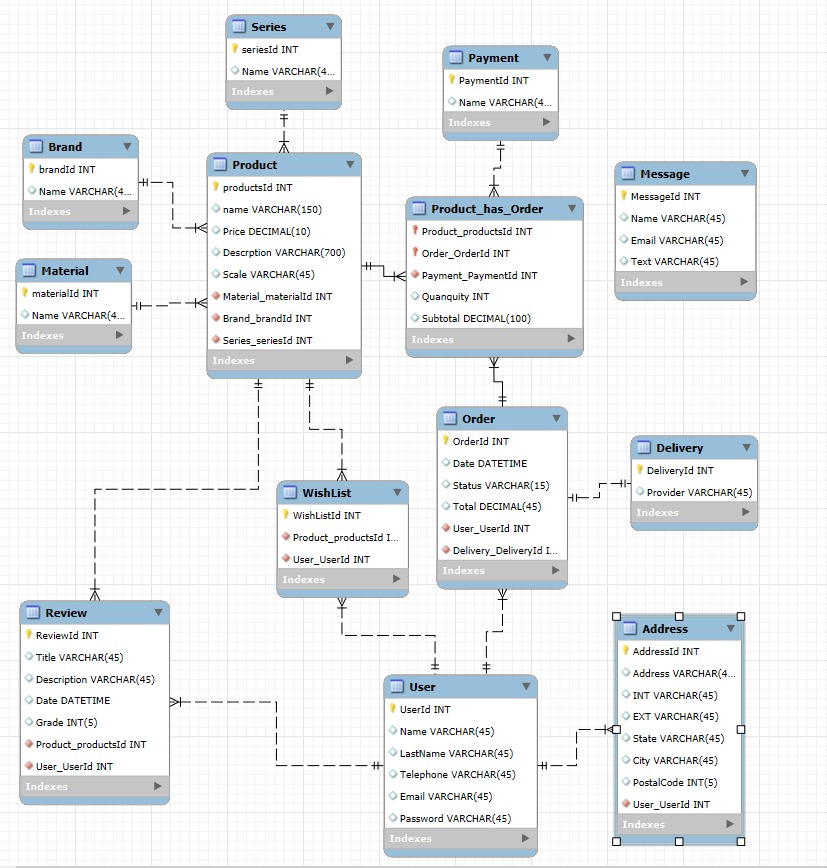 Series
seriesId INT
Name VARCHAR(4...
Indexes
Payment
PaymentId INT
Name VARCHAR(4...
Indexes
Brand
brandId INT
Name VARCHAR(4...
Indexes
Product
productsId INT
name VARCHAR(150)
Price DECIMAL(10)
Descrption VARCHAR(700)
Scale VARCHAR(45)
Material_materialId INT
Brand_brandId INT
Series_seriesId INT
Indexes
Message
MessageId INT
Name VARCHAR(45)
Email VARCHAR(45)
Text VARCHAR(45)
Indexes
Product_has_Order
Product_productsId INT
Order_OrderId INT
Payment_PaymentId INT
Quanquity INT
Subtotal DECIMAL(100)
Indexes
Material
materialId INT
Name VARCHAR(4...
Indexes
Order
OrderId INT
Date DATETIME
Status VARCHAR(15)
Total DECIMAL(45)
User_UserId INT
Delivery_DeliveryId I...
Indexes
Delivery
DeliveryId INT
Provider VARCHAR(45)
Indexes
WishList
WishListId INT
Product_productsId I...
User_UserId INT
Indexes
Review
ReviewId INT
Title VARCHAR(45)
Description VARCHAR(45)
Date DATETIME
Grade INT(5)
Product_productsId INT
User_UserId INT
Indexes
User
UserId INT
Name VARCHAR(45)
LastName VARCHAR(45)
Telephone VARCHAR(45)
Email VARCHAR(45)
Password VARCHAR(45)
Indexes
Address
AddressId INT
Address VARCHAR(4...
INT VARCHAR(45)
EXT VARCHAR(45)
State VARCHAR(45)
City VARCHAR(45)
PostalCode INT(5)
User_UserId INT
Indexes